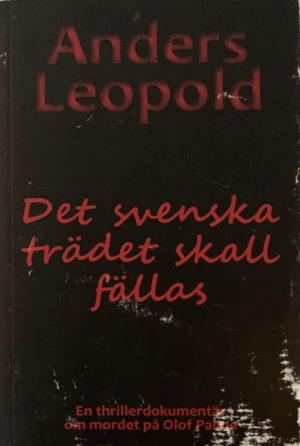 Anders
Leopold
Det svenska
trädet skall
fällas
En thrillerdokumentär
om mordet på Olof Palme